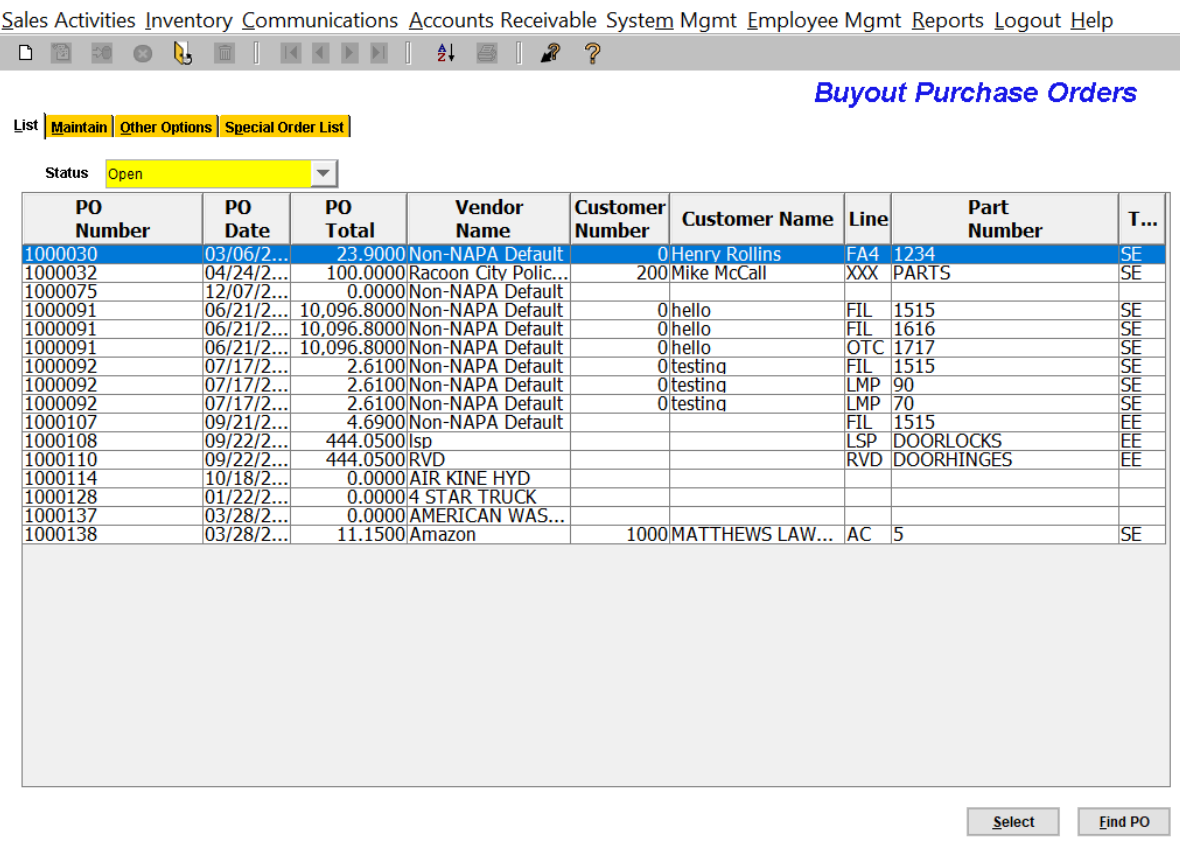 Sales Activities Inventory Communications Accounts Receivable System Mgmt Employee Mgmt Reports Logout Help
Buyout Purchase Orders
List Maintain Other Options Special Order List
Status Open
PO Number PO Date PO Total Vendor Name Customer Number Customer Name Line Part Number T...
1000030 03/06/2... 23.9000 Non-NAPA Default 0 Henry Rollins FA4 1234 SE
1000032 04/24/2... 100.0000 Racoon City Polic... 200 Mike McCall XXX PARTS SE
1000075 12/07/2... 0.0000 Non-NAPA Default
1000091 06/21/2... 10,096.8000 Non-NAPA Default 0 hello FIL 1515 SE
1000091 06/21/2... 10,096.8000 Non-NAPA Default 0 hello FIL 1616 SE
1000091 06/21/2... 10,096.8000 Non-NAPA Default 0 hello OTC 1717 SE
1000092 07/17/2... 2.6100 Non-NAPA Default 0 testing FIL 1515 SE
1000092 07/17/2... 2.6100 Non-NAPA Default 0 testing LMP 90 SE
1000092 07/17/2... 2.6100 Non-NAPA Default 0 testing LMP 70 SE
1000107 09/21/2... 4.6900 Non-NAPA Default FIL 1515 EE
1000108 09/22/2... 444.0500 lsp LSP DOORLOCKS EE
1000110 09/22/2... 444.0500 RVD RVD DOORHINGES EE
1000114 10/18/2... 0.0000 AIR KINE HYD
1000128 01/22/2... 0.0000 4 STAR TRUCK
1000137 03/28/2... 0.0000 AMERICAN WAS...
1000138 03/28/2... 11.1500 Amazon 1000 MATTHEWS LAW... AC 5 SE
Select Find PO